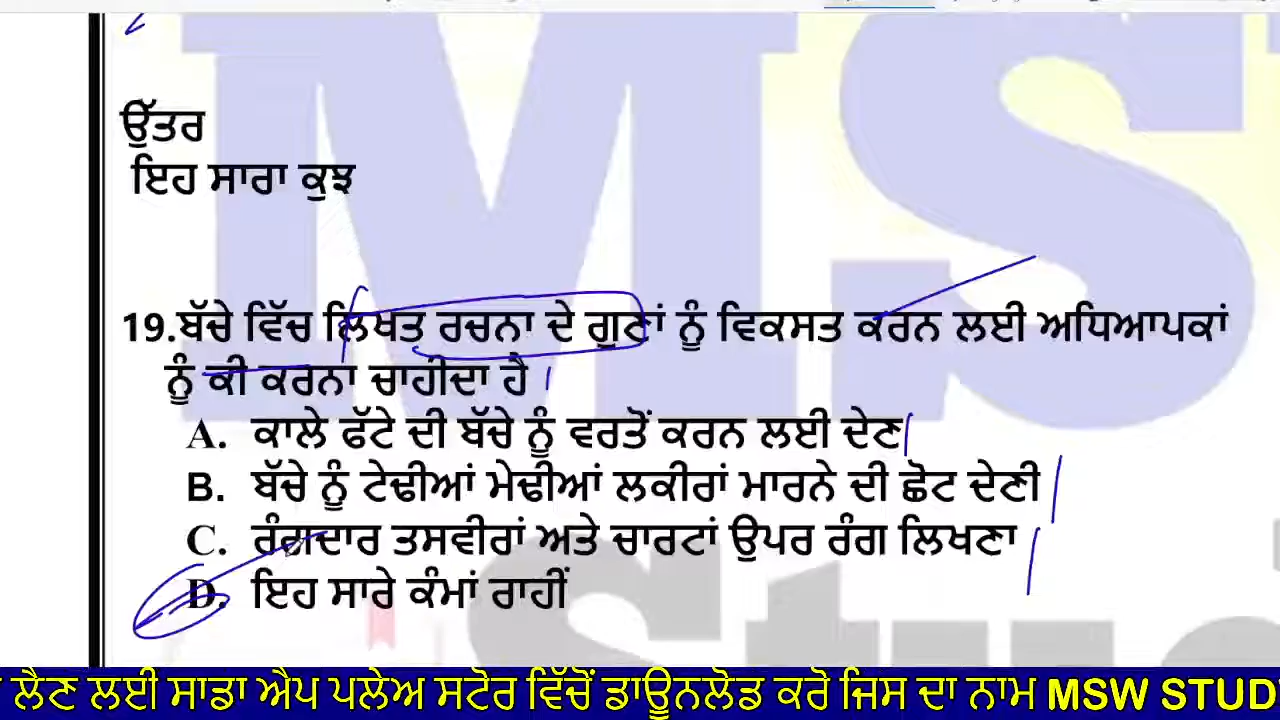 ਉੱਤਰ
ਇਹ ਸਾਰਾ ਕੁਝ
19.ਬੱਚੇ ਵਿੱਚ ਲਿਖਤ ਰਚਨਾ ਦੇ ਗੁਣਾਂ ਨੂੰ ਵਿਕਸਤ ਕਰਨ ਲਈ ਅਧਿਆਪਕਾਂ
ਨੂੰ ਕੀ ਕਰਨਾ ਚਾਹੀਦਾ ਹੈ
A. ਕਾਲੇ ਫੱਟੇ ਦੀ ਬੱਚੇ ਨੂੰ ਵਰਤੋਂ ਕਰਨ ਲਈ ਦੇਣ
B. ਬੱਚੇ ਨੂੰ ਟੇਢੀਆਂ ਮੇਢੀਆਂ ਲਕੀਰਾਂ ਮਾਰਨੇ ਦੀ ਛੋਟ ਦੇਣੀ
C. ਰੰਗਦਾਰ ਤਸਵੀਰਾਂ ਅਤੇ ਚਾਰਟਾਂ ਉਪਰ ਰੰਗ ਲਿਖਣਾ
D. ਇਹ ਸਾਰੇ ਕੰਮਾਂ ਰਾਹੀਂ
ਲੈਣ ਲਈ ਸਾਡਾ ਐਪ ਪਲੇਅ ਸਟੋਰ ਵਿੱਚੋਂ ਡਾਊਨਲੋਡ ਕਰੋ ਜਿਸ ਦਾ ਨਾਮ MSW STUD